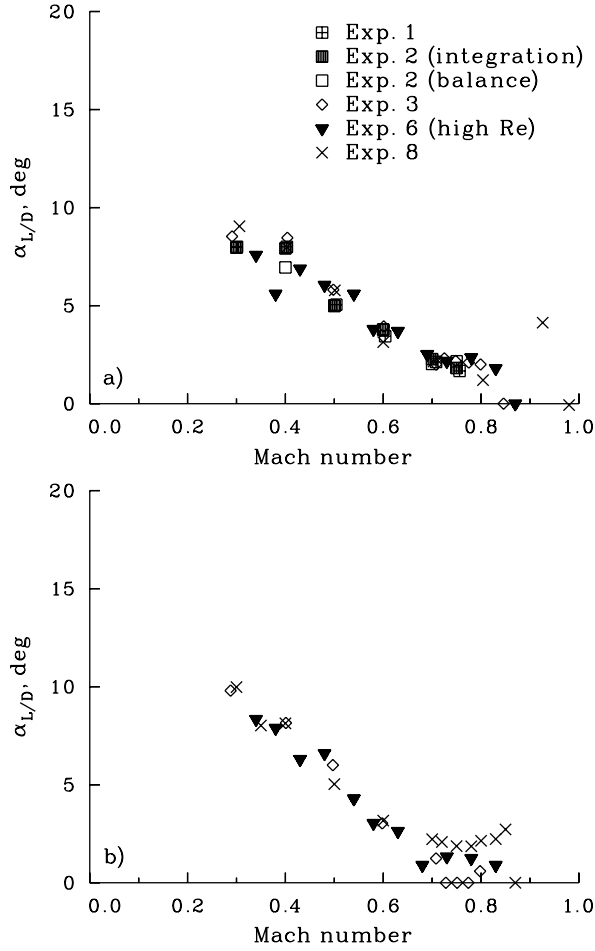 20
Exp. 1
Exp. 2 (integration)
15
Exp. 2 (balance)
Exp. 3
Exp. 6 (high Re)
Exp. 8
10
α_L/D, deg
5
a)
0
0.0 0.2 0.4 0.6 0.8 1.0
Mach number
20
15
10
α_L/D, deg
5
b)
0
0.0 0.2 0.4 0.6 0.8 1.0
Mach number